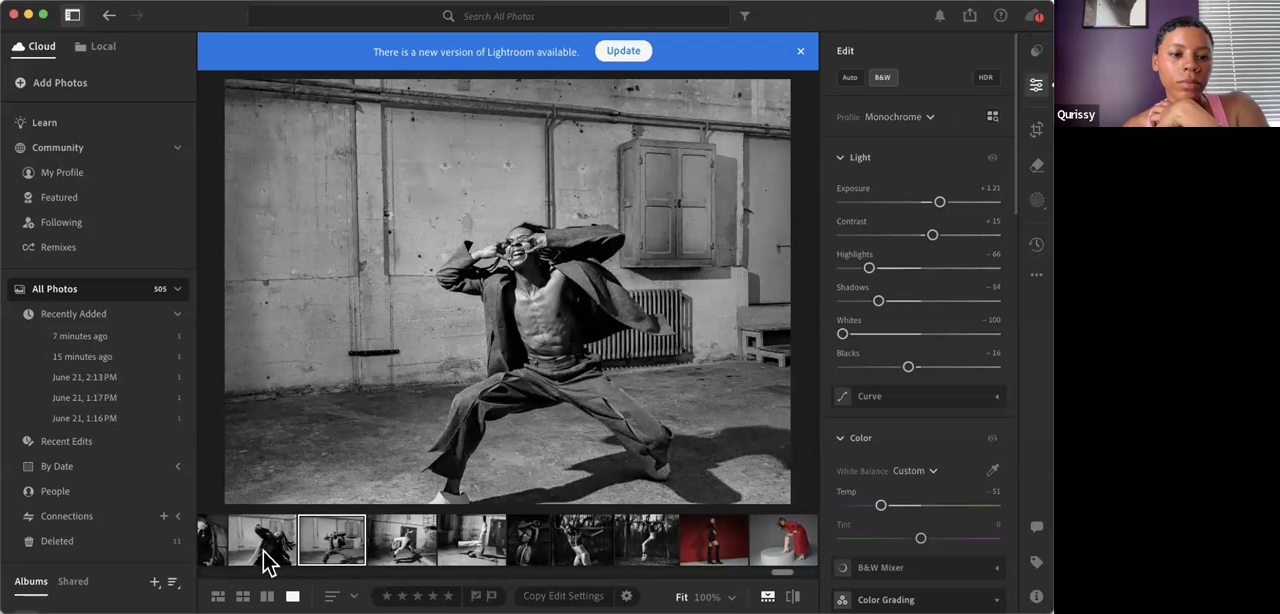 Search All Photos
Cloud
Local
There is a new version of Lightroom available.
Update
Add Photos
Learn
Community
My Profile
Featured
Following
Remixes
All Photos
505
Recently Added
7 minutes ago
1
15 minutes ago
1
June 21, 2:13 PM
1
June 21, 1:17 PM
1
June 21, 1:16 PM
1
Recent Edits
By Date
People
Connections
Deleted
11
Albums
Shared
Copy Edit Settings
Fit
100%
Edit
Auto
B&W
HDR
Profile Monochrome
Light
Exposure
+ 1.21
Contrast
+ 15
Highlights
- 66
Shadows
- 54
Whites
- 100
Blacks
- 16
Curve
Color
White Balance Custom
Temp
- 51
Tint
0
B&W Mixer
Color Grading
Qurissy